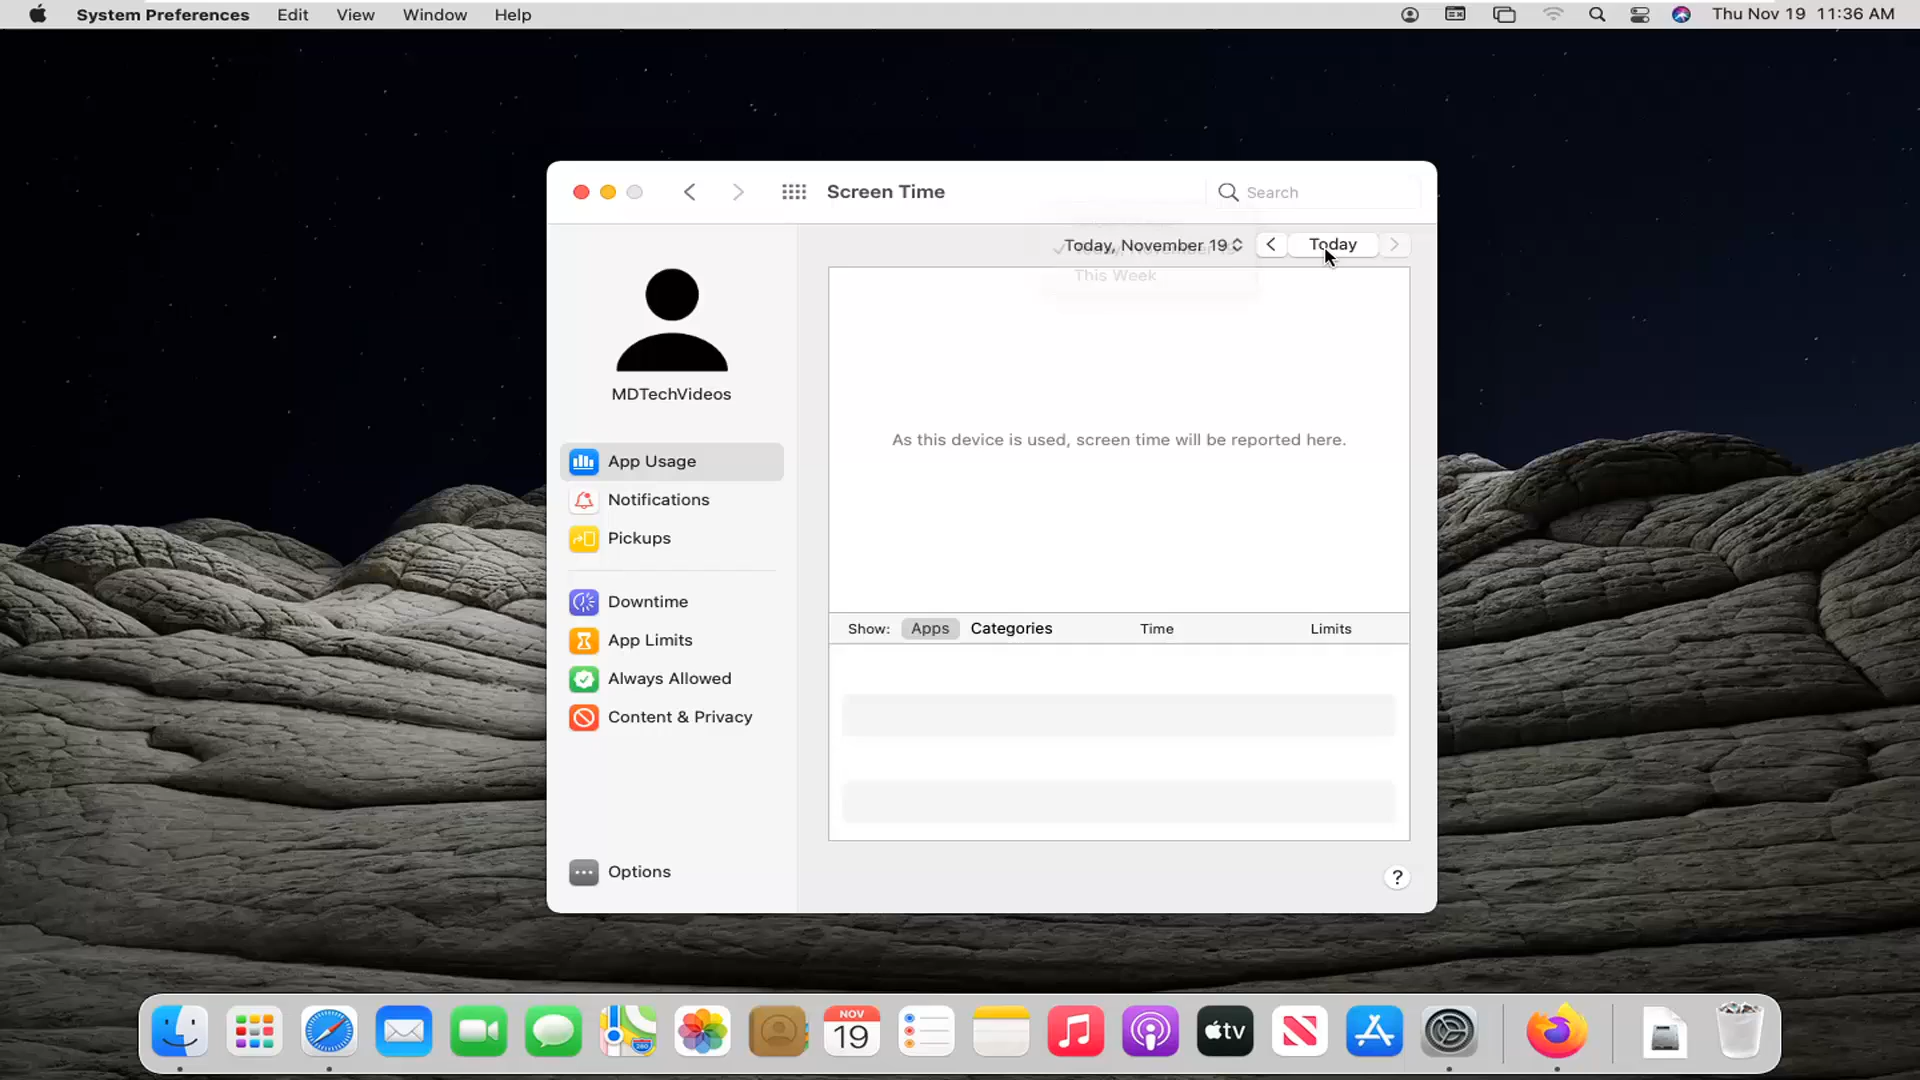 System Preferences Edit View Window Help Thu Nov 19 11:36 AM
Screen Time Search
Today, November 19 Today
This Week
MDTechVideos
As this device is used, screen time will be reported here.
App Usage
Notifications
Pickups
Downtime
App Limits
Always Allowed
Content & Privacy
Show: Apps Categories Time Limits
Options ?
NOV
19
280
tv